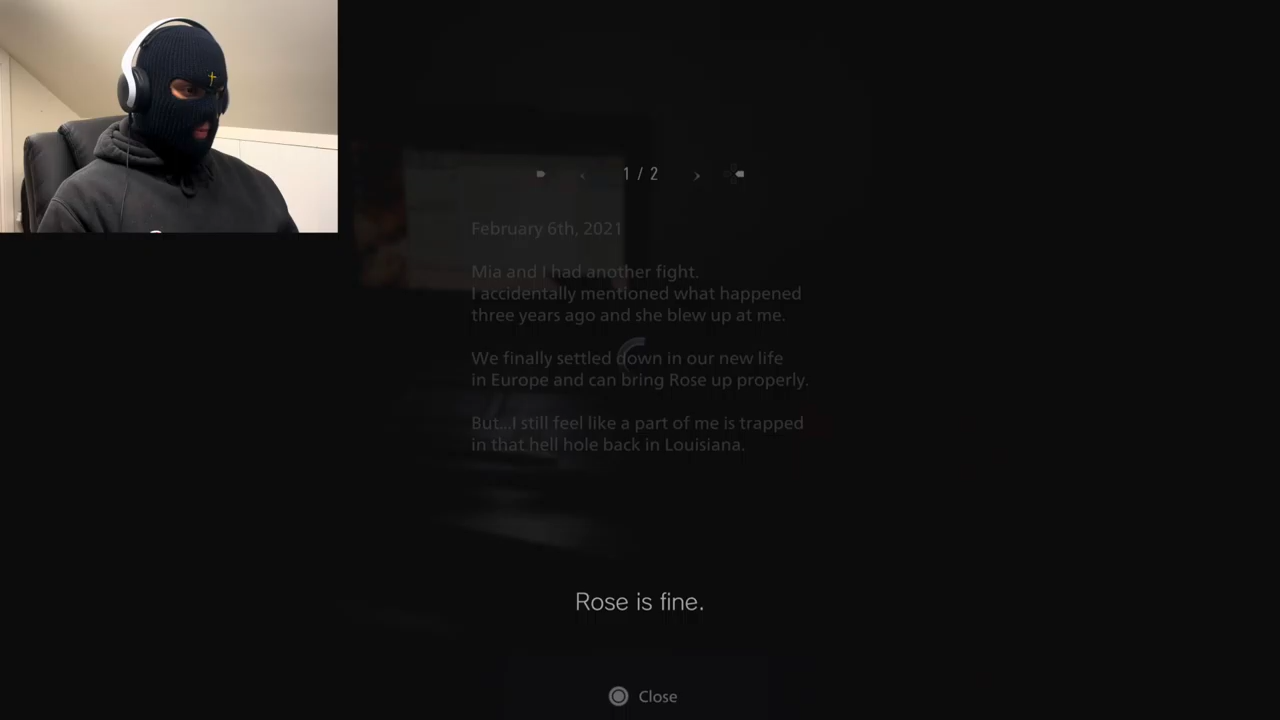 1 / 2
February 6th, 2021
Mia and I had another fight.
I accidentally mentioned what happened
three years ago and she blew up at me.
We finally settled down in our new life
in Europe and can bring Rose up properly.
But...I still feel like a part of me is trapped
in that hell hole back in Louisiana.
Rose is fine.
Close